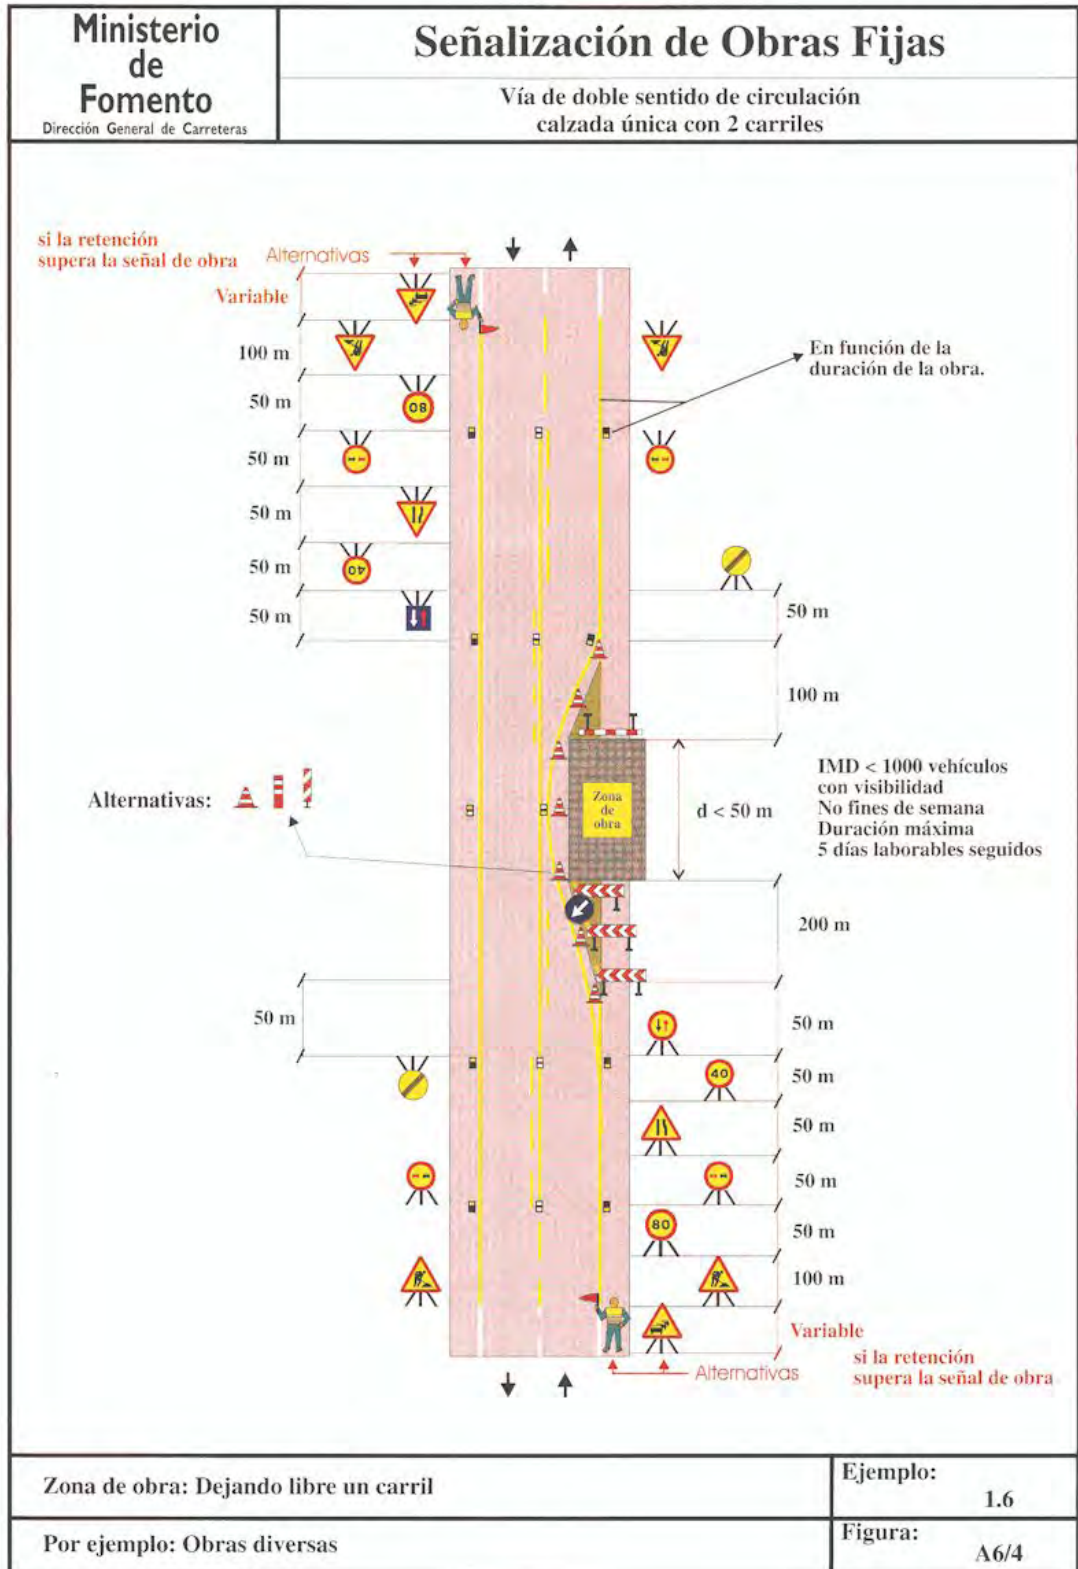 Ministerio
de
Fomento
Dirección General de Carreteras
Señalización de Obras Fijas
Vía de doble sentido de circulación
calzada única con 2 carriles
si la retención
supera la señal de obra
Alternativas
Variable
100 m
En función de la
duración de la obra.
80
50 m
50 m
50 m
50 m
40
50 m
50 m
100 m
Alternativas:
Zona
de
obra
d < 50 m
IMD < 1000 vehículos
con visibilidad
No fines de semana
Duración máxima
5 días laborables seguidos
200 m
50 m
50 m
40
50 m
50 m
50 m
80
50 m
100 m
Variable
Alternativas
si la retención
supera la señal de obra
Zona de obra: Dejando libre un carril
Ejemplo:
1.6
Por ejemplo: Obras diversas
Figura:
A6/4